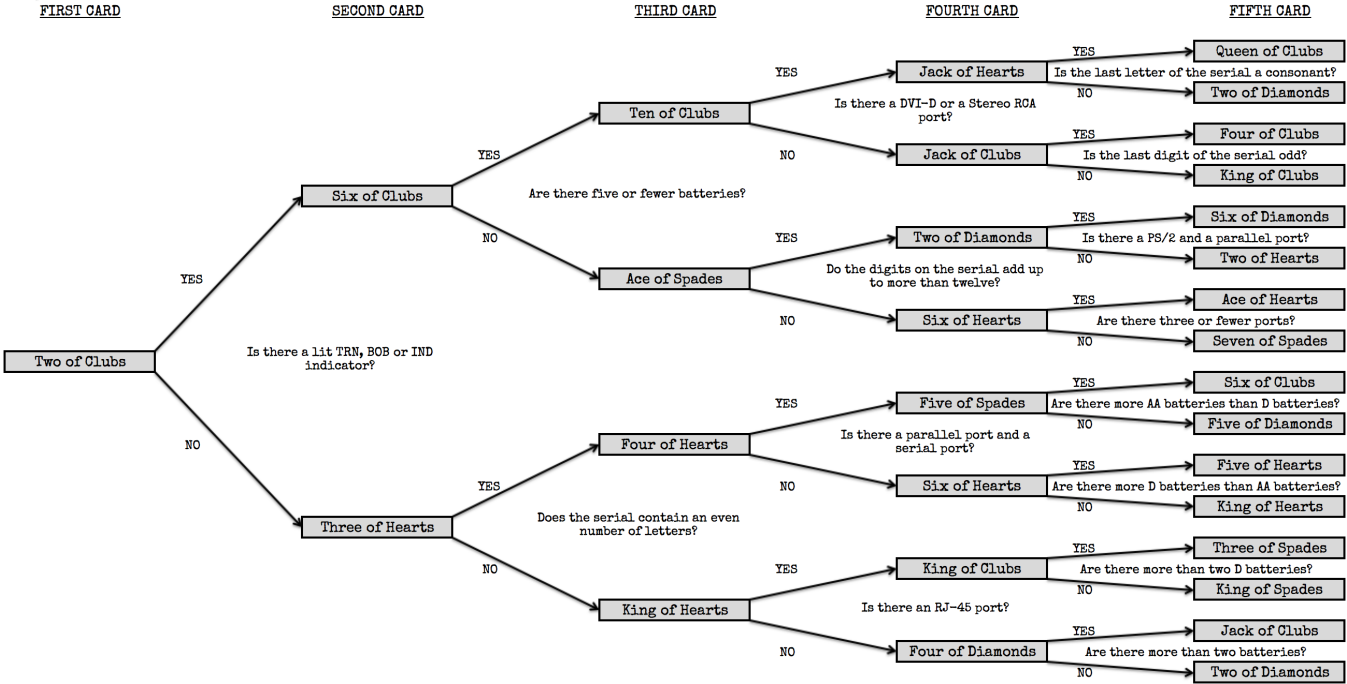 FIRST CARD
SECOND CARD
THIRD CARD
FOURTH CARD
FIFTH CARD
Two of Clubs
YES
NO
Is there a lit TRN, BOB or IND
indicator?
Six of Clubs
YES
NO
Are there five or fewer batteries?
Three of Hearts
YES
NO
Does the serial contain an even
number of letters?
Ten of Clubs
YES
NO
Is there a DVI-D or a Stereo RCA
port?
Ace of Spades
YES
NO
Do the digits on the serial add up
to more than twelve?
Four of Hearts
YES
NO
Is there a parallel port and a
serial port?
King of Hearts
YES
NO
Is there an RJ-45 port?
Jack of Hearts
YES
Is the last letter of the serial a consonant?
NO
Queen of Clubs
Two of Diamonds
Jack of Clubs
YES
Is the last digit of the serial odd?
NO
Four of Clubs
King of Clubs
Two of Diamonds
YES
Is there a PS/2 and a parallel port?
NO
Six of Diamonds
Two of Hearts
Six of Hearts
YES
Are there three or fewer ports?
NO
Ace of Hearts
Seven of Spades
Five of Spades
YES
Are there more AA batteries than D batteries?
NO
Six of Clubs
Five of Diamonds
Six of Hearts
YES
Are there more D batteries than AA batteries?
NO
Five of Hearts
King of Hearts
King of Clubs
YES
Are there more than two D batteries?
NO
Three of Spades
King of Spades
Four of Diamonds
YES
Are there more than two batteries?
NO
Jack of Clubs
Two of Diamonds